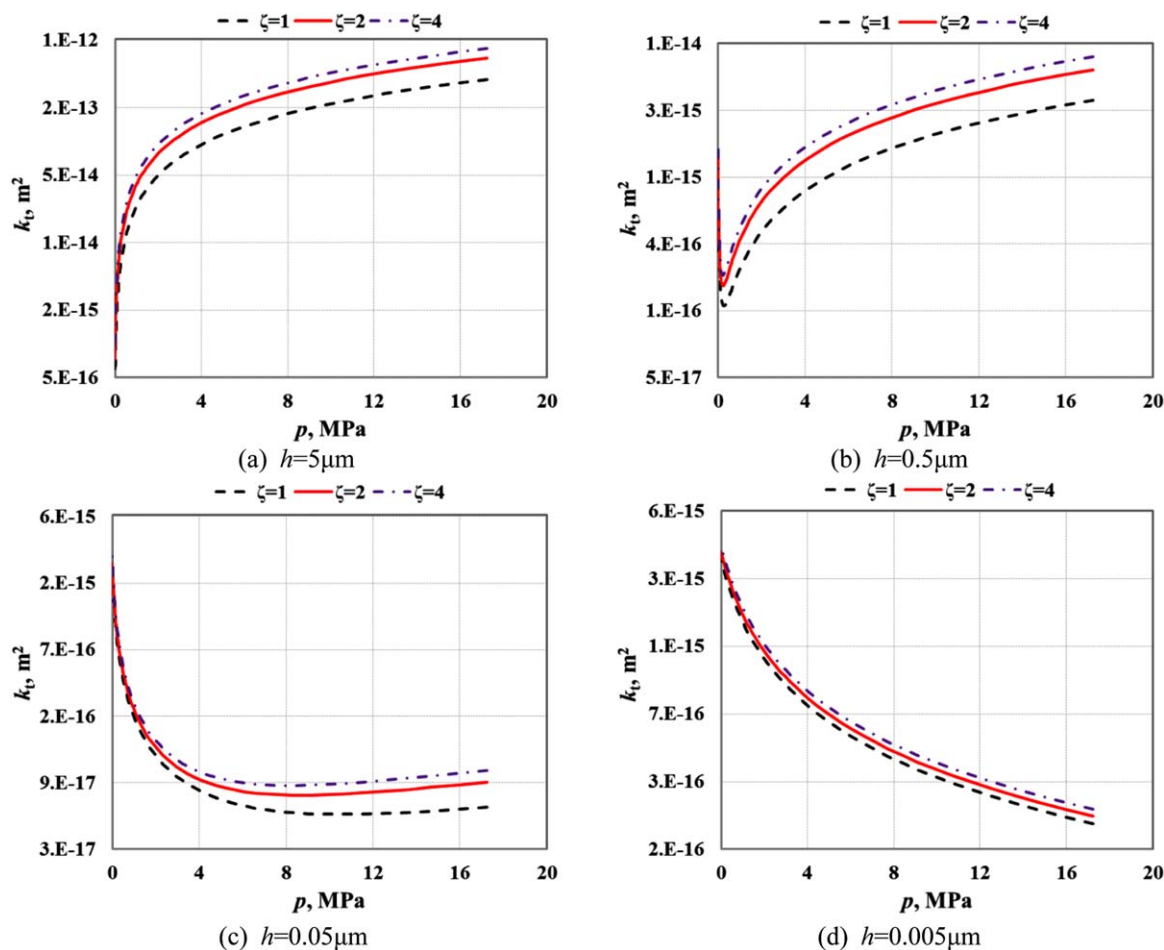 ζ=1 ζ=2 ζ=4
1.E-12
2.E-13
5.E-14
1.E-14
2.E-15
5.E-16
kt, m²
0 4 8 12 16 20
p, MPa
(a) h=5μm
ζ=1 ζ=2 ζ=4
1.E-14
3.E-15
1.E-15
4.E-16
1.E-16
5.E-17
kt, m²
0 4 8 12 16 20
p, MPa
(b) h=0.5μm
ζ=1 ζ=2 ζ=4
6.E-15
2.E-15
7.E-16
2.E-16
9.E-17
3.E-17
kt, m²
0 4 8 12 16 20
p, MPa
(c) h=0.05μm
ζ=1 ζ=2 ζ=4
6.E-15
3.E-15
1.E-15
7.E-16
3.E-16
2.E-16
kt, m²
0 4 8 12 16 20
p, MPa
(d) h=0.005μm